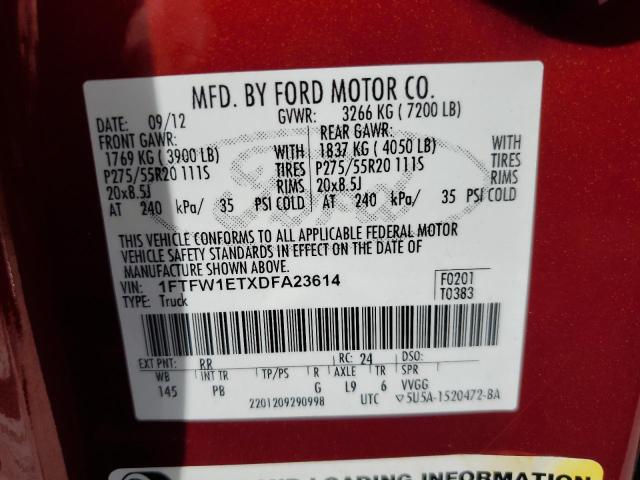 MFD. BY FORD MOTOR CO.
DATE: 09/12 GVWR: 3266 KG ( 7200 LB)
FRONT GAWR: REAR GAWR:
1769 KG ( 3900 LB) WITH 1837 KG ( 4050 LB) WITH
P275/55R20 111S TIRES P275/55R20 111S TIRES
20x8.5J RIMS 20x8.5J RIMS
AT 240 kPa/ 35 PSI COLD AT 240 kPa/ 35 PSI COLD
Ford
THIS VEHICLE CONFORMS TO ALL APPLICABLE FEDERAL MOTOR
VEHICLE SAFETY STANDARDS IN EFFECT ON THE DATE OF
MANUFACTURE SHOWN ABOVE.
VIN: 1FTFW1ETXDFA23614 F0201
TYPE: Truck T0383
EXT PNT: RR RC: 24 DSO:
WB INT TR TP/PS R AXLE TR SPR
145 PB G L9 6 VVGG
2201209290998 UTC ▽5U5A-1520472-BA
LOADING INFORMATION